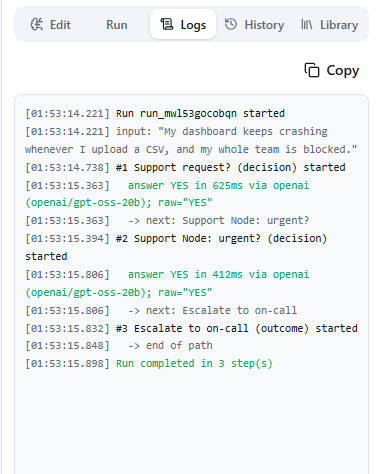 Edit Run Logs History Library
Copy
[01:53:14.221] Run run_mwl53gocobqn started
[01:53:14.221] input: "My dashboard keeps crashing
whenever I upload a CSV, and my whole team is blocked."
[01:53:14.738] #1 Support request? (decision) started
[01:53:15.363] answer YES in 625ms via openai
(openai/gpt-oss-20b); raw="YES"
[01:53:15.363] -> next: Support Node: urgent?
[01:53:15.394] #2 Support Node: urgent? (decision)
started
[01:53:15.806] answer YES in 412ms via openai
(openai/gpt-oss-20b); raw="YES"
[01:53:15.806] -> next: Escalate to on-call
[01:53:15.832] #3 Escalate to on-call (outcome) started
[01:53:15.848] -> end of path
[01:53:15.898] Run completed in 3 step(s)